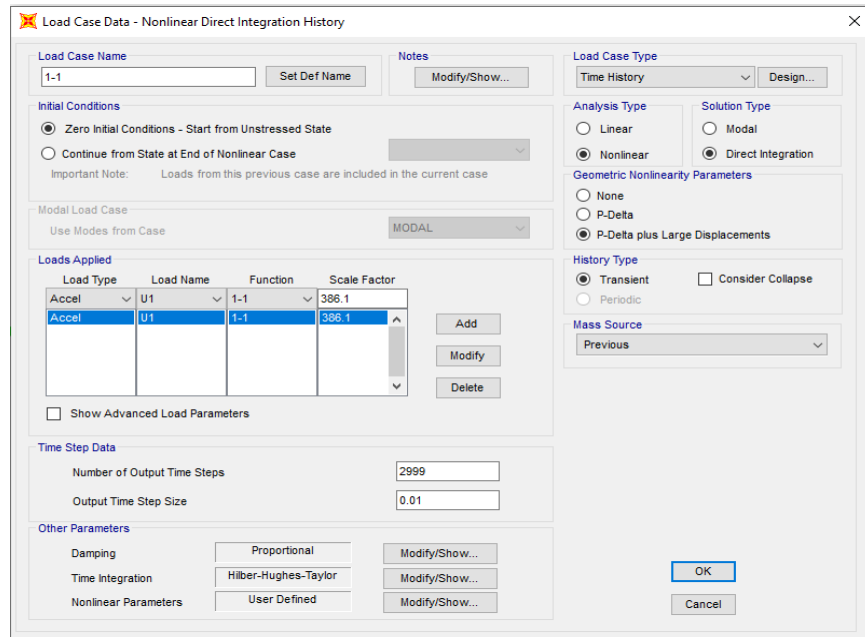 Load Case Data - Nonlinear Direct Integration History
Load Case Name
1-1
Set Def Name
Notes
Modify/Show...
Load Case Type
Time History
Design...
Initial Conditions
Zero Initial Conditions - Start from Unstressed State
Continue from State at End of Nonlinear Case
Important Note: Loads from this previous case are included in the current case
Analysis Type
Linear
Nonlinear
Solution Type
Modal
Direct Integration
Geometric Nonlinearity Parameters
None
P-Delta
P-Delta plus Large Displacements
Modal Load Case
Use Modes from Case
MODAL
Loads Applied
Load Type Load Name Function Scale Factor
Accel U1 1-1 386.1
Accel U1 1-1 386.1
Add
Modify
Delete
Show Advanced Load Parameters
History Type
Transient
Consider Collapse
Periodic
Mass Source
Previous
Time Step Data
Number of Output Time Steps 2999
Output Time Step Size 0.01
Other Parameters
Damping Proportional Modify/Show...
Time Integration Hilber-Hughes-Taylor Modify/Show...
Nonlinear Parameters User Defined Modify/Show...
OK
Cancel